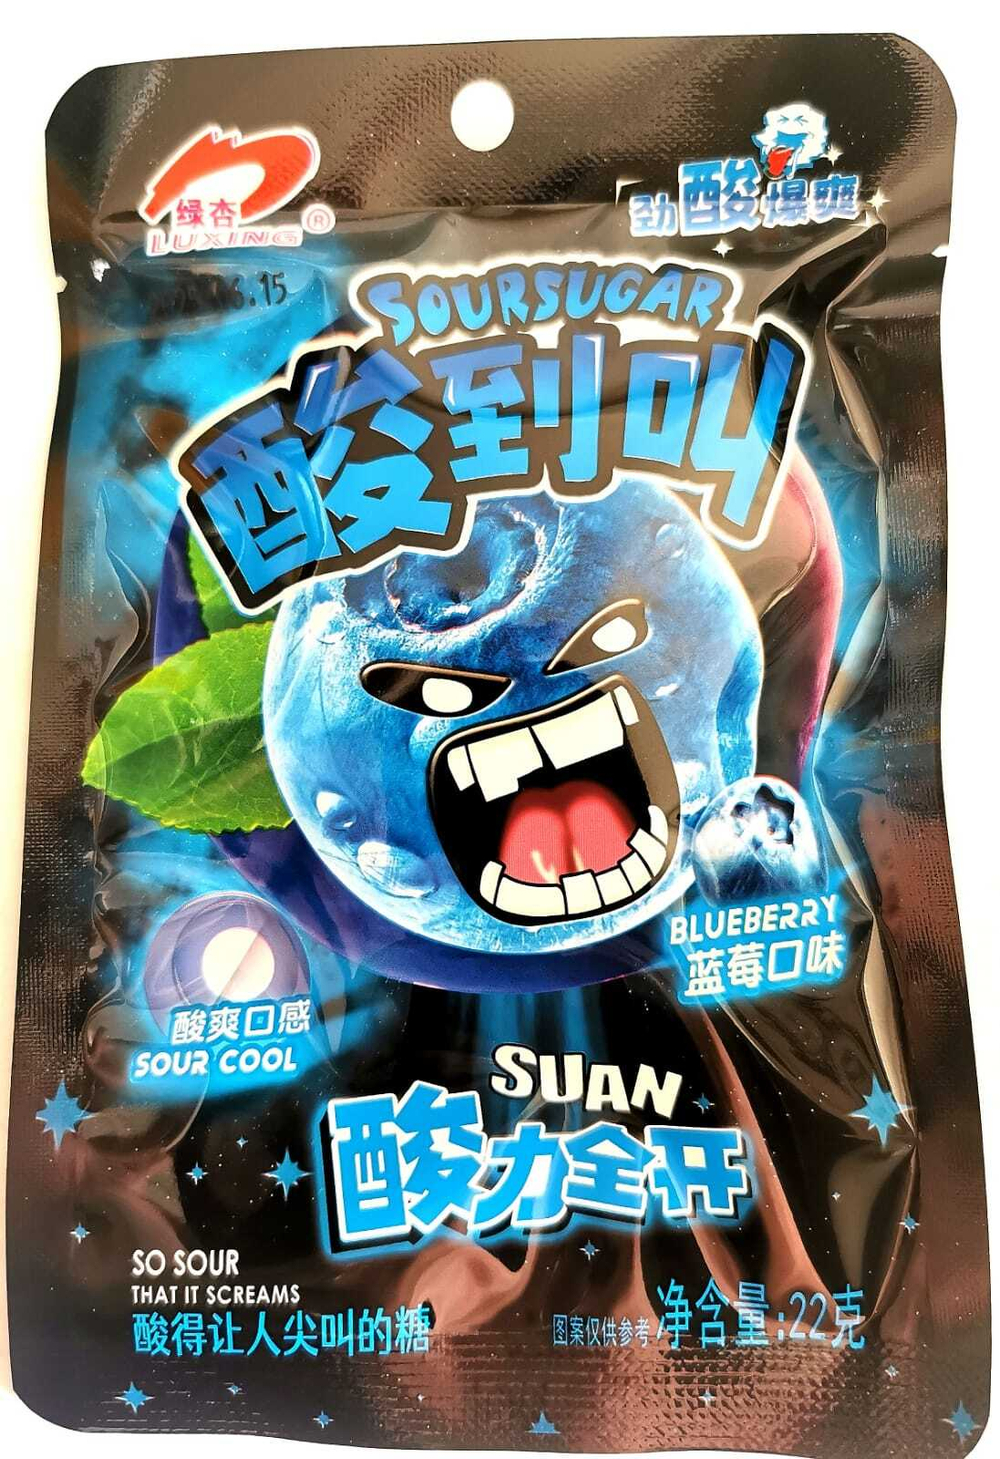 绿杏
LUXING®
劲酸爆爽
6.15
SOURSUGAR
酸到叫
BLUEBERRY
蓝莓口味
酸爽口感
SOUR COOL
SUAN
酸力全开
SO SOUR
THAT IT SCREAMS
酸得让人尖叫的糖
图案仅供参考 净含量:22克